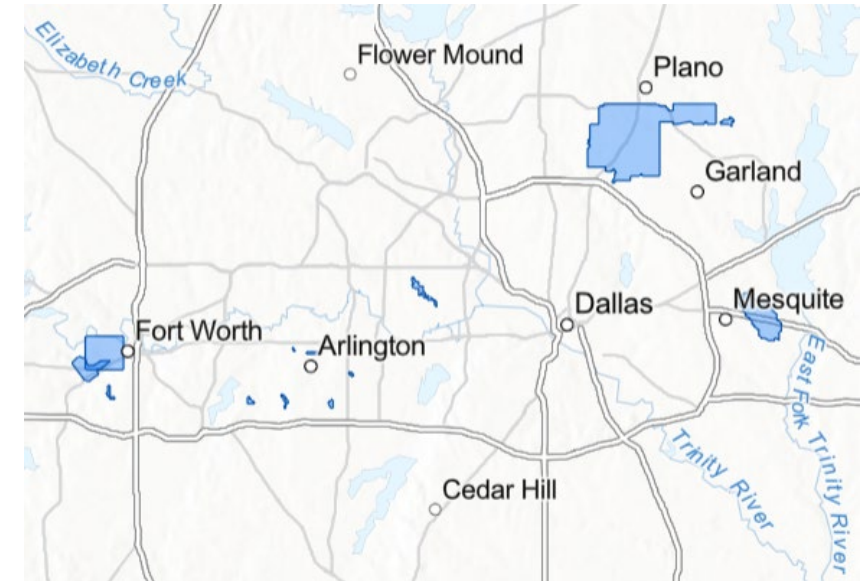 Elizabeth Creek
Flower Mound
Plano
Garland
Dallas
Mesquite
Fort Worth
Arlington
East Fork Trinity River
Trinity River
Cedar Hill